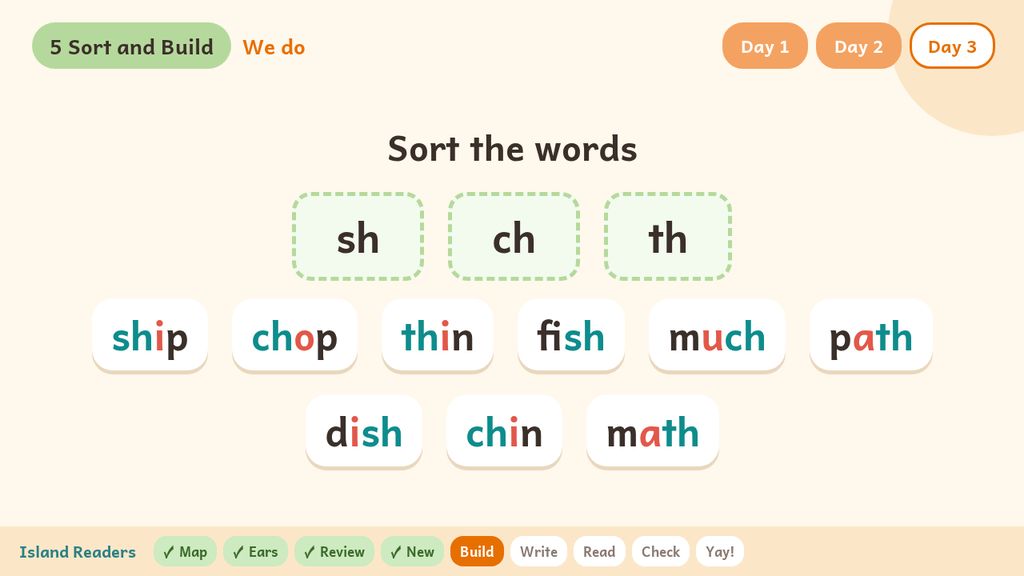 5 Sort and Build We do Day 1 Day 2 Day 3
Sort the words
sh ch th
ship chop thin fish much path
dish chin math
Island Readers ✓ Map ✓ Ears ✓ Review ✓ New Build Write Read Check Yay!